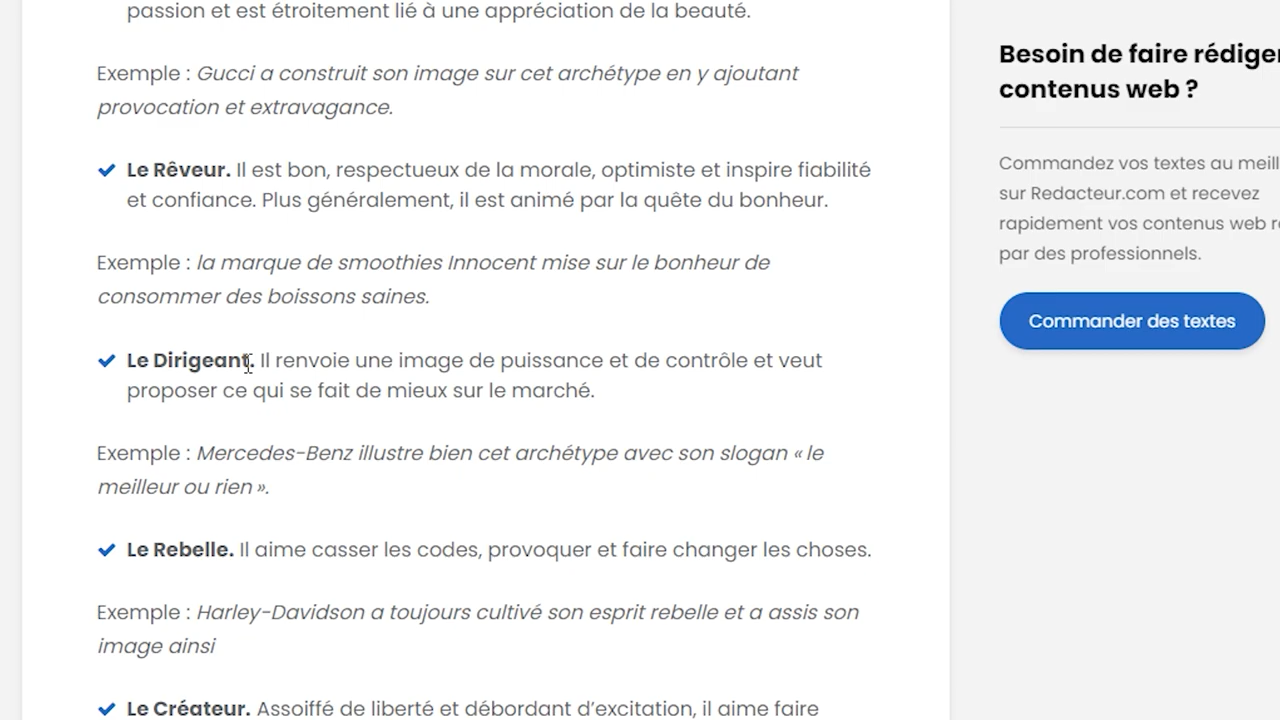 passion et est étroitement lié à une appréciation de la beauté.
Exemple : Gucci a construit son image sur cet archétype en y ajoutant
provocation et extravagance.
Le Rêveur. Il est bon, respectueux de la morale, optimiste et inspire fiabilité
et confiance. Plus généralement, il est animé par la quête du bonheur.
Exemple : la marque de smoothies Innocent mise sur le bonheur de
consommer des boissons saines.
Le Dirigeant. Il renvoie une image de puissance et de contrôle et veut
proposer ce qui se fait de mieux sur le marché.
Exemple : Mercedes-Benz illustre bien cet archétype avec son slogan « le
meilleur ou rien ».
Le Rebelle. Il aime casser les codes, provoquer et faire changer les choses.
Exemple : Harley-Davidson a toujours cultivé son esprit rebelle et a assis son
image ainsi
Le Créateur. Assoiffé de liberté et débordant d’excitation, il aime faire
Besoin de faire rédiger
contenus web ?
Commandez vos textes au meill
sur Redacteur.com et recevez
rapidement vos contenus web
par des professionnels.
Commander des textes